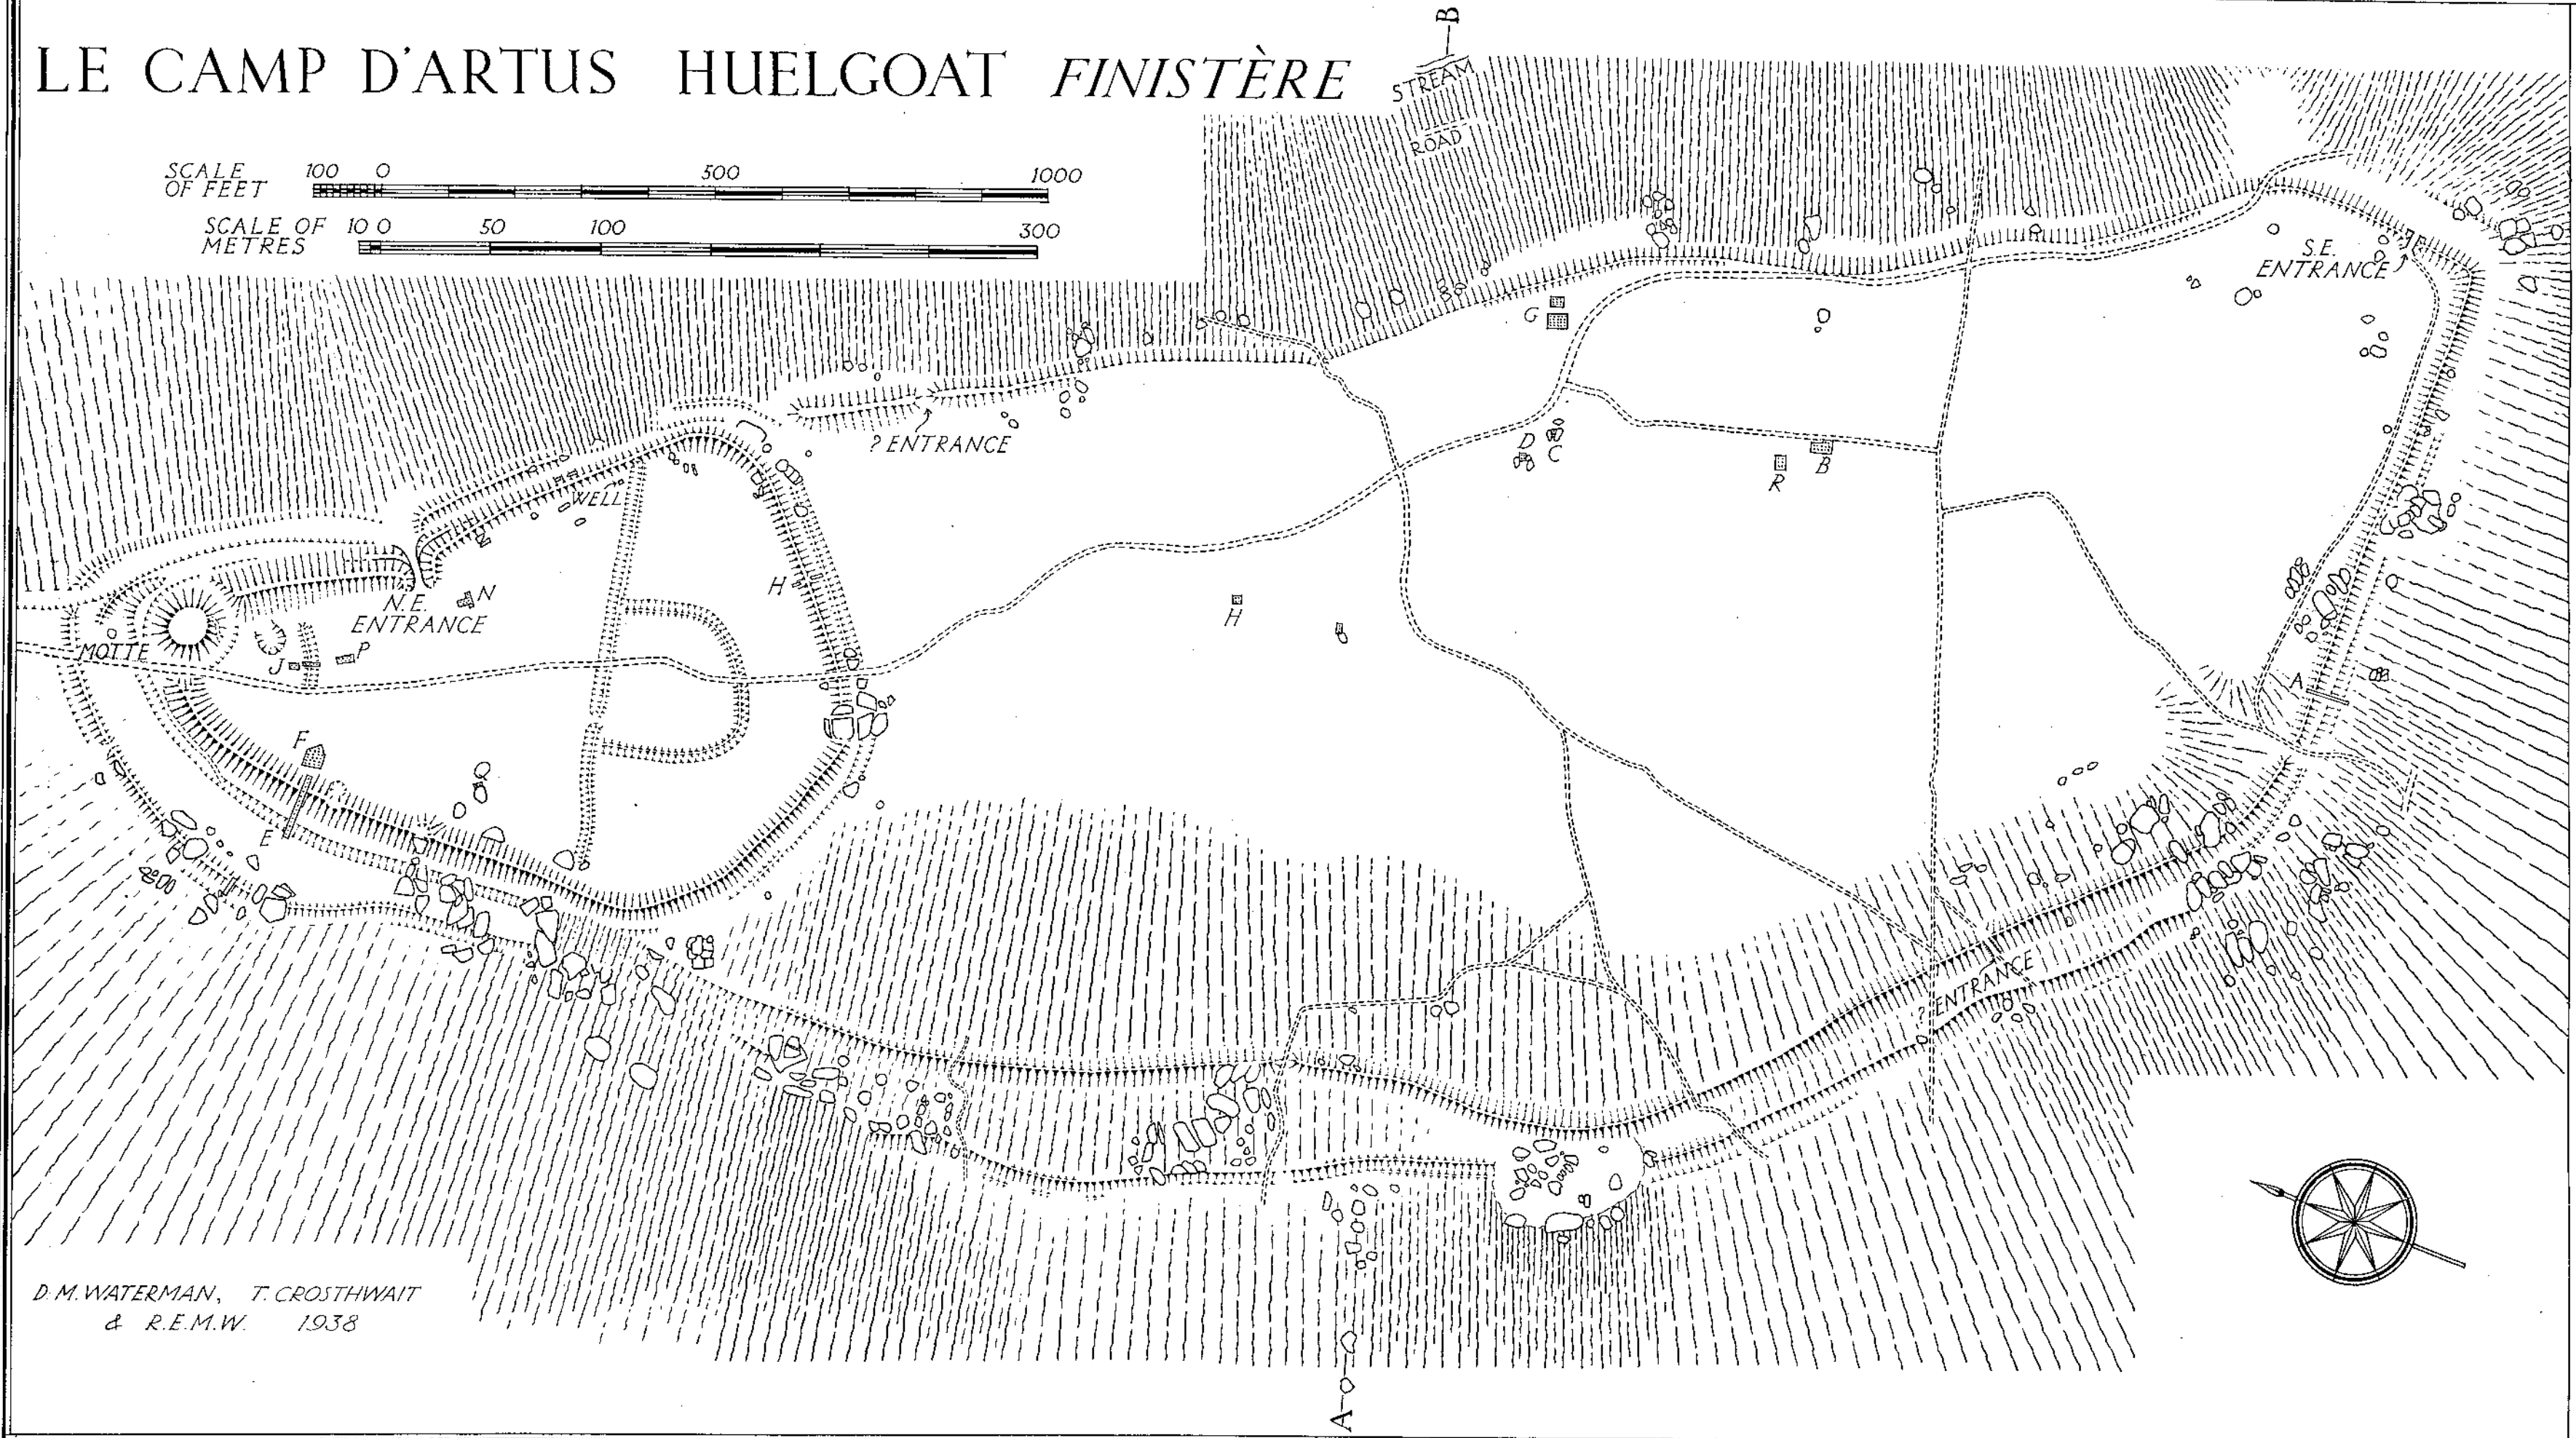 B
LE CAMP D'ARTUS HUELGOAT FINISTÈRE
STREAM
ROAD
SCALE OF FEET
100 0 500 1000
SCALE OF METRES
10 0 50 100 300
S.E. ENTRANCE
G
? ENTRANCE
D
C
R
B
WELL
H
N
N.E. ENTRANCE
H
MOTTE
J
P
A
F
E
? ENTRANCE
D. M. WATERMAN, T. CROSTHWAIT
& R.E.M.W. 1938
A